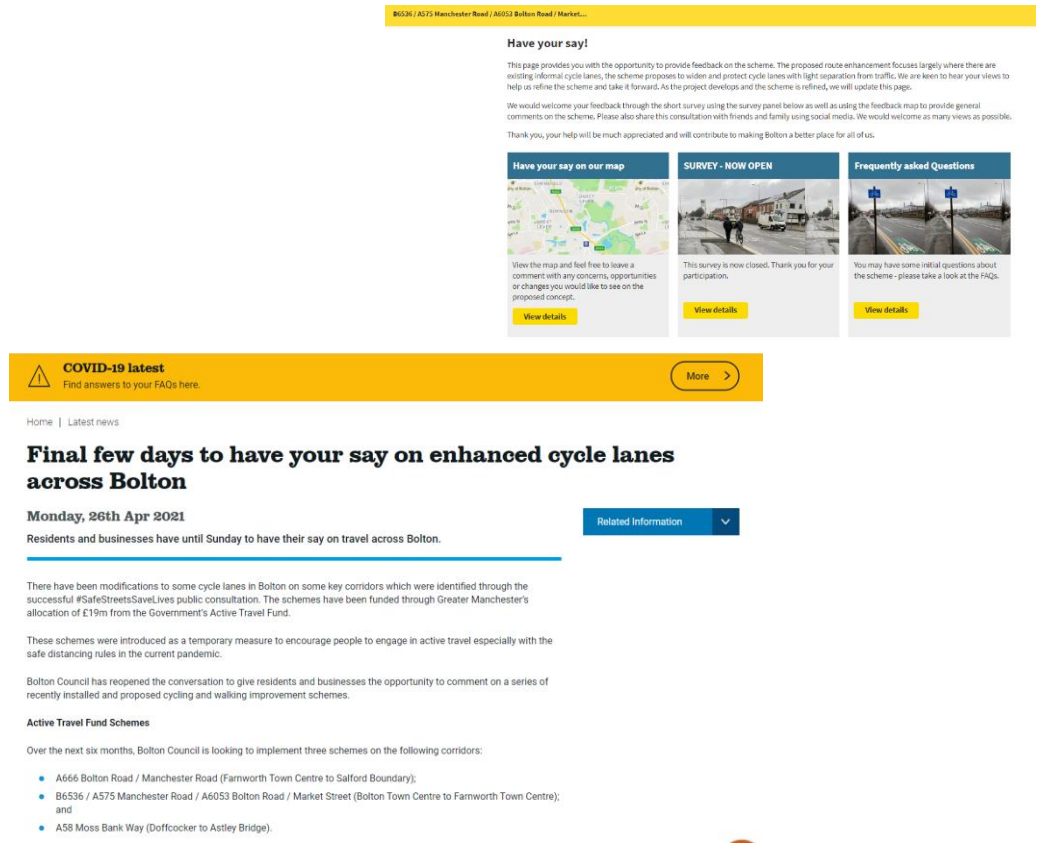 B6536 / A575 Manchester Road / A6053 Bolton Road / Market....
Have your say!
This page provides you with the opportunity to provide feedback on the scheme. The proposed route enhancement focuses largely where there are
existing informal cycle lanes, the scheme proposes to widen and protect cycle lanes with light separation from traffic. We are keen to hear your views to
help us refine the scheme and take it forward. As the project develops and the scheme is refined, we will update this page.
We would welcome your feedback through the short survey using the survey panel below as well as using the feedback map to provide general
comments on the scheme. Please also share this consultation with friends and family using social media. We would welcome as many views as possible.
Thank you, your help will be much appreciated and will contribute to making Bolton a better place for all of us.
Have your say on our map
View the map and feel free to leave a
comment with any concerns, opportunities
or changes you would like to see on the
proposed concept.
View details
SURVEY - NOW OPEN
This survey is now closed. Thank you for your
participation.
View details
Frequently asked Questions
You may have some initial questions about
the scheme - please take a look at the FAQs.
View details
COVID-19 latest
Find answers to your FAQs here.
More
Home | Latest news
Final few days to have your say on enhanced cycle lanes
across Bolton
Monday, 26th Apr 2021
Related Information
Residents and businesses have until Sunday to have their say on travel across Bolton.
There have been modifications to some cycle lanes in Bolton on some key corridors which were identified through the
successful #SafeStreetsSaveLives public consultation. The schemes have been funded through Greater Manchester's
allocation of £19m from the Government's Active Travel Fund.
These schemes were introduced as a temporary measure to encourage people to engage in active travel especially with the
safe distancing rules in the current pandemic.
Bolton Council has reopened the conversation to give residents and businesses the opportunity to comment on a series of
recently installed and proposed cycling and walking improvement schemes.
Active Travel Fund Schemes
Over the next six months, Bolton Council is looking to implement three schemes on the following corridors:
A666 Bolton Road / Manchester Road (Farnworth Town Centre to Salford Boundary);
B6536 / A575 Manchester Road / A6053 Bolton Road / Market Street (Bolton Town Centre to Farnworth Town Centre);
and
A58 Moss Bank Way (Doffcocker to Astley Bridge).